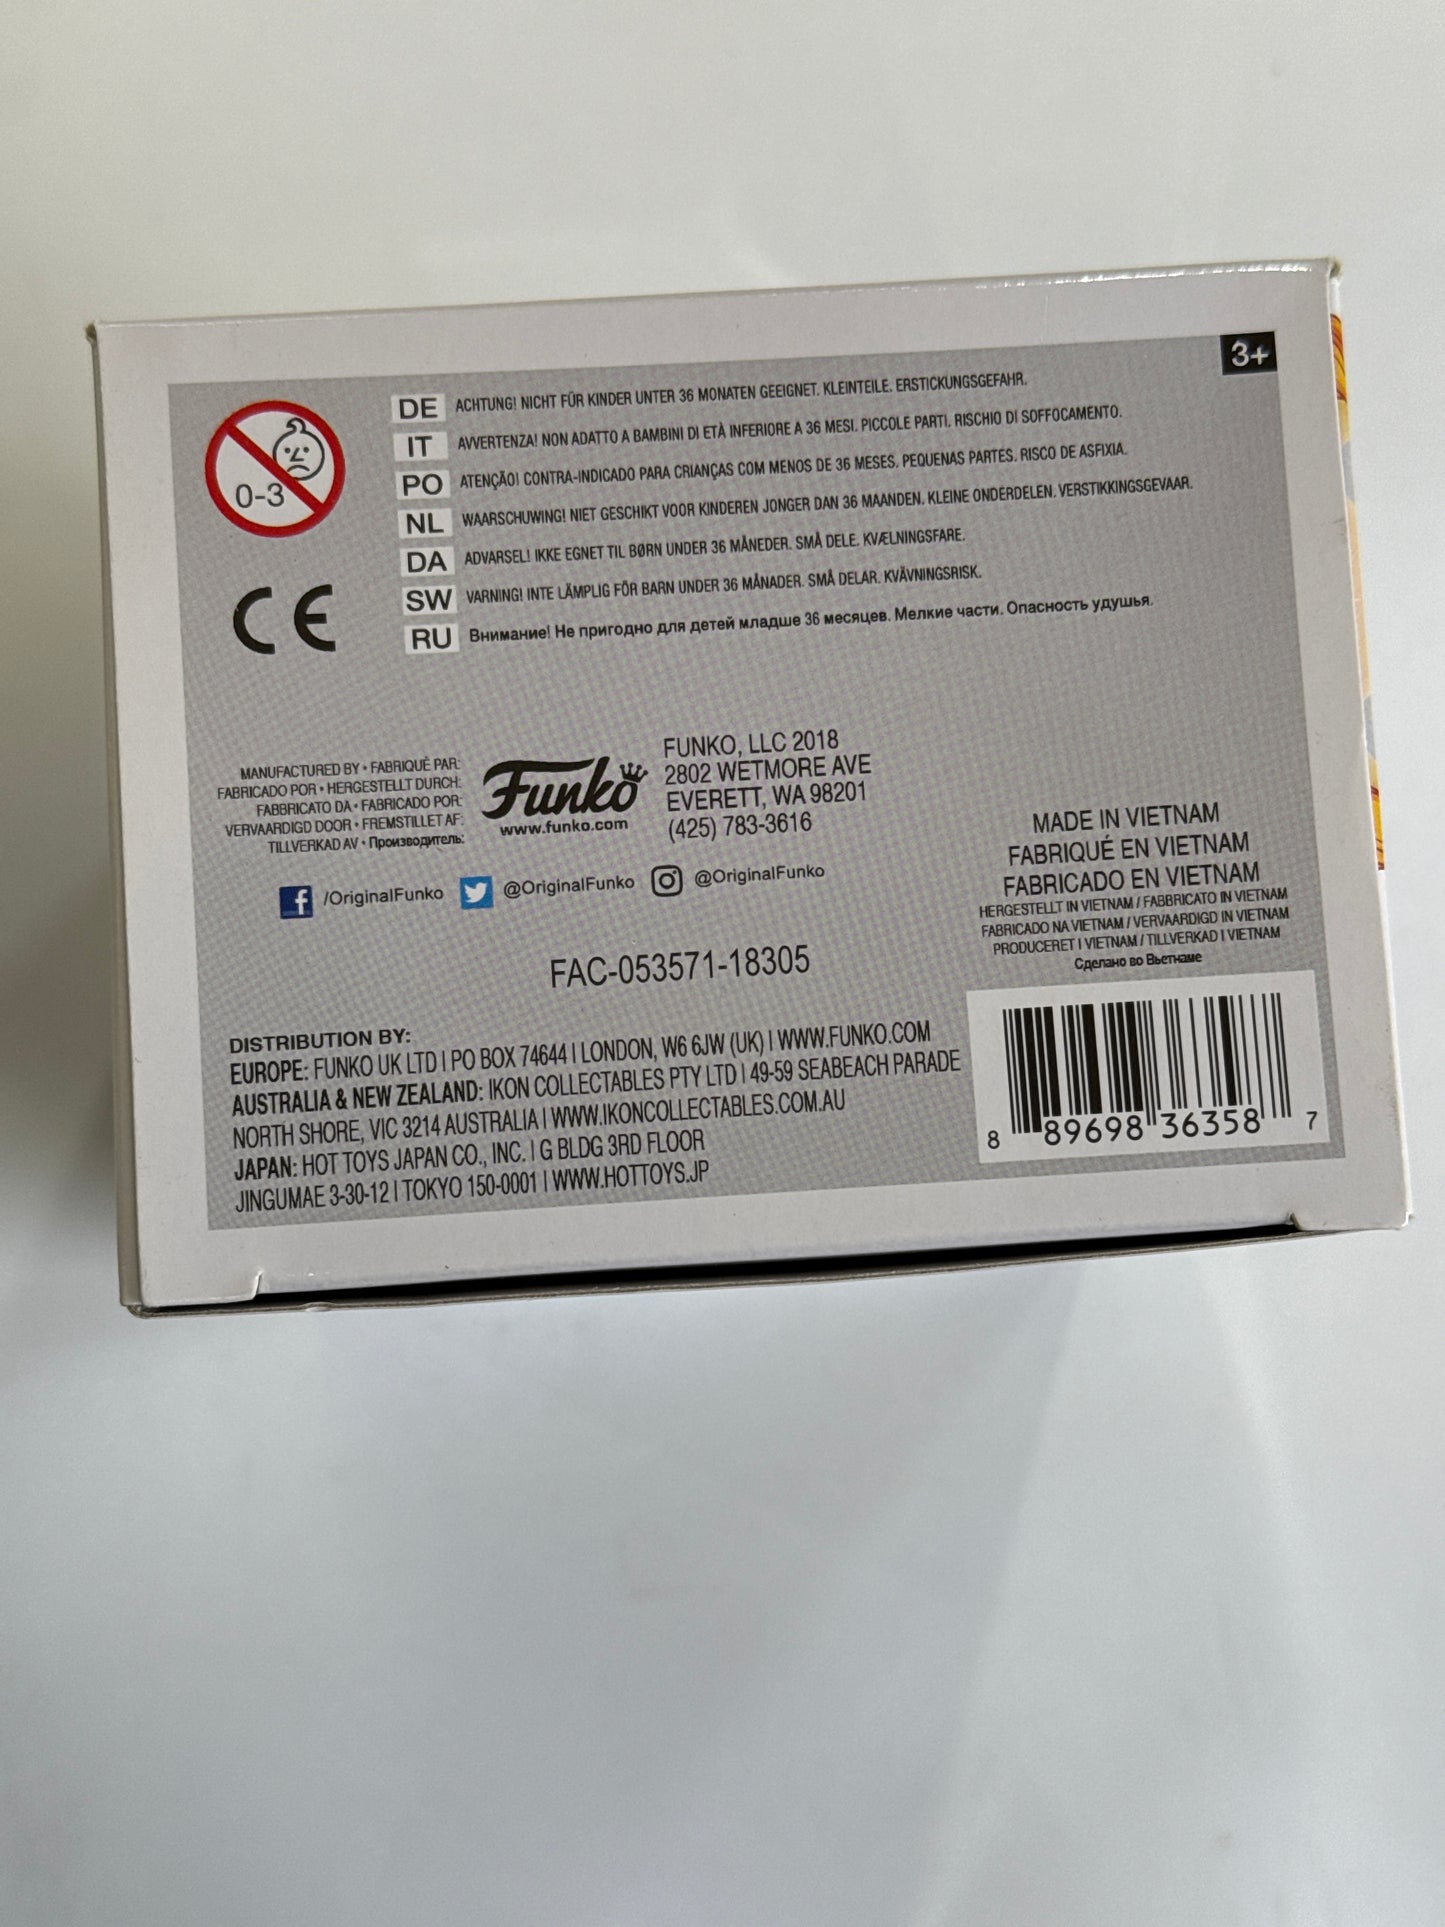 3+
0-3
DE ACHTUNG! NICHT FÜR KINDER UNTER 36 MONATEN GEEIGNET. KLEINTEILE. ERSTICKUNGSGEFAHR.
IT AVVERTENZA! NON ADATTO A BAMBINI DI ETÀ INFERIORE A 36 MESI. PICCOLE PARTI. RISCHIO DI SOFFOCAMENTO.
PO ATENÇÃO! CONTRA-INDICADO PARA CRIANÇAS COM MENOS DE 36 MESES. PEQUENAS PARTES. RISCO DE ASFIXIA.
NL WAARSCHUWING! NIET GESCHIKT VOOR KINDEREN JONGER DAN 36 MAANDEN. KLEINE ONDERDELEN. VERSTIKKINGSGEVAAR.
DA ADVARSEL! IKKE EGNET TIL BØRN UNDER 36 MÅNEDER. SMÅ DELE. KVÆLNINGSFARE.
SW VARNING! INTE LÄMPLIG FÖR BARN UNDER 36 MÅNADER. SMÅ DELAR. KVÄVNINGSRISK.
RU Внимание! Не пригодно для детей младше 36 месяцев. Мелкие части. Опасность удушья.
CE
MANUFACTURED BY • FABRIQUÉ PAR:
FABRICADO POR • HERGESTELLT DURCH:
FABBRICATO DA • FABRICADO POR:
VERVAARDIGD DOOR • FREMSTILLET AF:
TILLVERKAD AV • Производитель:
Funko
www.funko.com
FUNKO, LLC 2018
2802 WETMORE AVE
EVERETT, WA 98201
(425) 783-3616
/OriginalFunko @OriginalFunko @OriginalFunko
MADE IN VIETNAM
FABRIQUÉ EN VIETNAM
FABRICADO EN VIETNAM
HERGESTELLT IN VIETNAM / FABBRICATO IN VIETNAM
FABRICADO NA VIETNAM / VERVAARDIGD IN VIETNAM
PRODUCERET I VIETNAM / TILLVERKAD I VIETNAM
Сделано во Вьетнаме
FAC-053571-18305
DISTRIBUTION BY:
EUROPE: FUNKO UK LTD | PO BOX 74644 | LONDON, W6 6JW (UK) | WWW.FUNKO.COM
AUSTRALIA & NEW ZEALAND: IKON COLLECTABLES PTY LTD | 49-59 SEABEACH PARADE
NORTH SHORE, VIC 3214 AUSTRALIA | WWW.IKONCOLLECTABLES.COM.AU
JAPAN: HOT TOYS JAPAN CO., INC. | G BLDG 3RD FLOOR
JINGUMAE 3-30-12 | TOKYO 150-0001 | WWW.HOTTOYS.JP
8 89698 36358 7